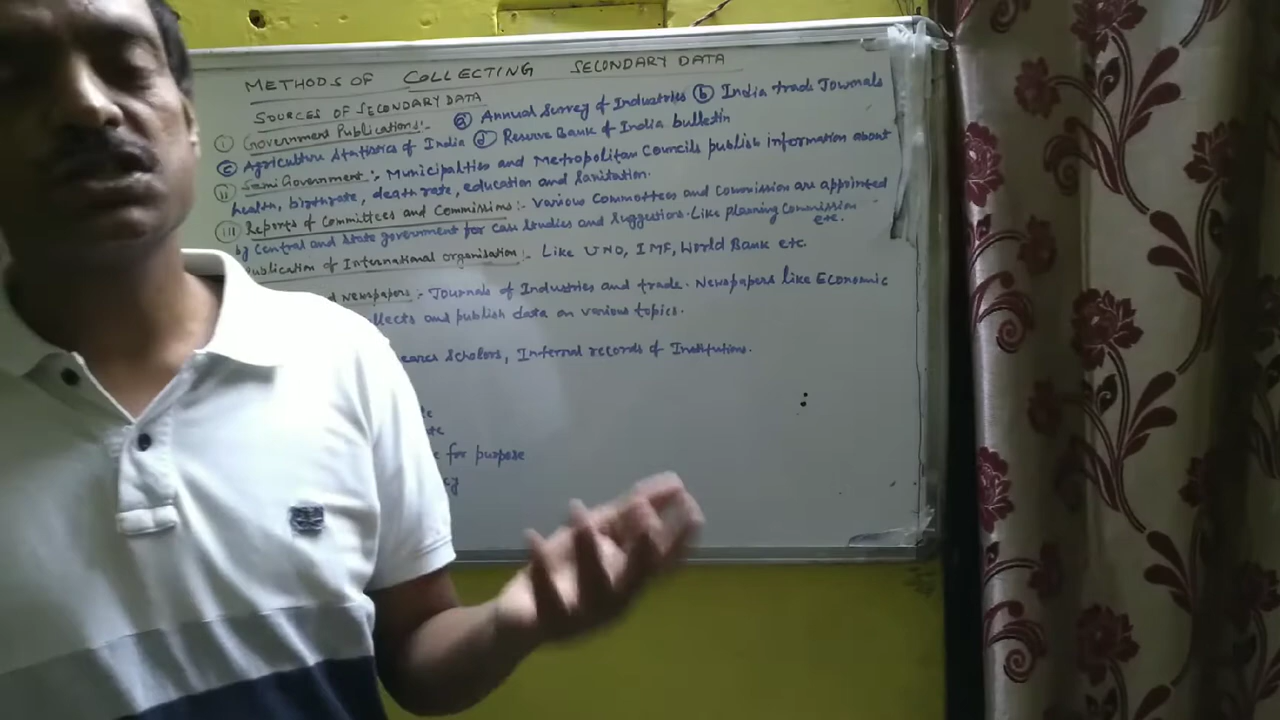 METHODS OF COLLECTING SECONDARY DATA
SOURCES OF SECONDARY DATA
i) Government Publications:- a) Annual Survey of Industries b) India trade Journals
c) Agriculture Statistics of India d) Reserve Bank of India bulletin
ii) Semi Government :- Municipalties and Metropolitan Councils publish information about
health, birthrate, death rate, education and Sanitation.
iii) Reports of Committees and Commissions :- Various Committees and Commission are appointed
by Central and State government for Case Studies and Suggestions. Like planning Commission etc.
Publication of International organisation :- Like UNO, IMF, World Bank etc.
Newspapers :- Journals of Industries and trade. Newspapers like Economic
and publish data on various topics.
Scholors, Internal records of Institutions.
for purpose